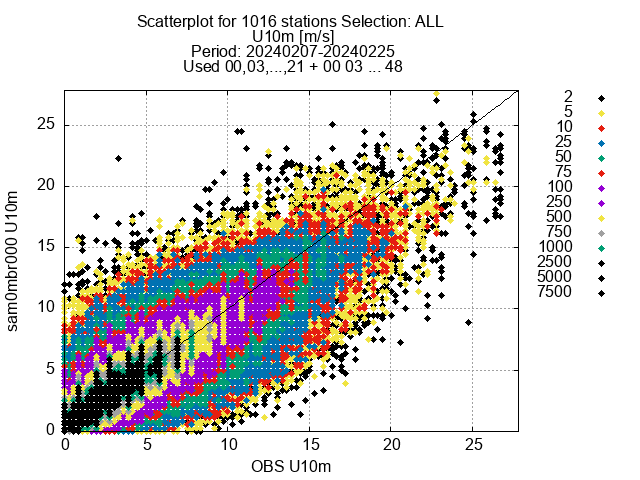 Scatterplot for 1016 stations Selection: ALL
U10m [m/s]
Period: 20240207-20240225
Used 00,03,...,21 + 00 03 ... 48
2
5
10
25
50
75
100
250
500
750
1000
2500
5000
7500
25
20
15
10
5
0
sam0mbr000 U10m
0 5 10 15 20 25
OBS U10m